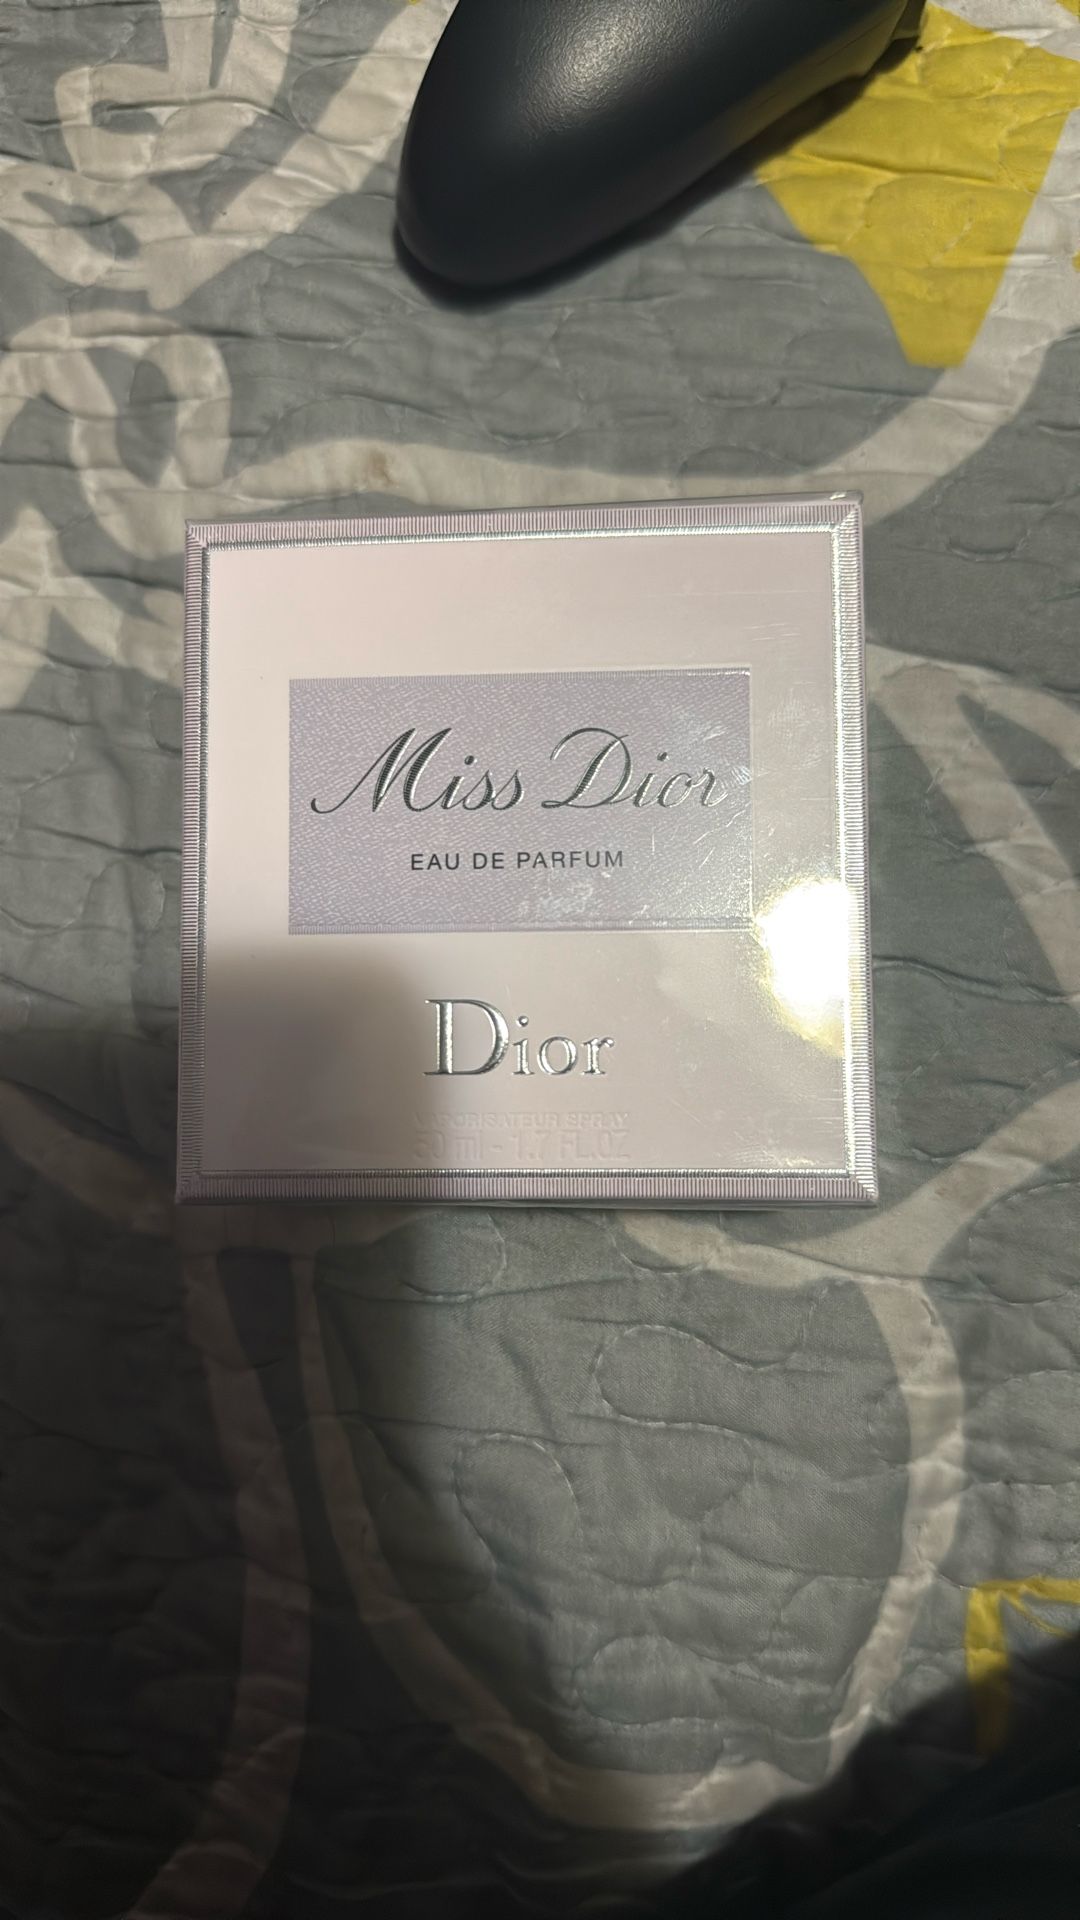 Miss Dior
EAU DE PARFUM
Dior
VAPORISATEUR SPRAY
50 ml - 1.7 FL.OZ